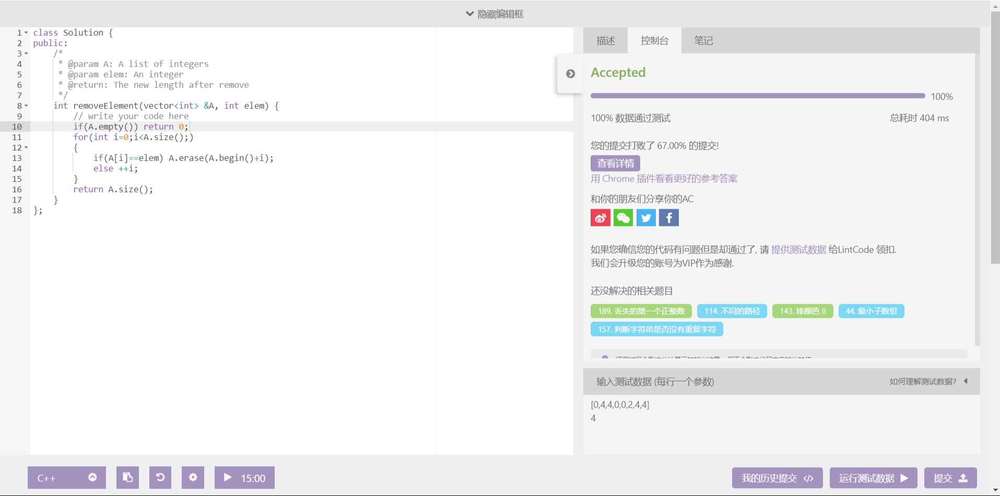 隐藏编辑框
1 class Solution {
2 public:
3 /*
4 * @param A: A list of integers
5 * @param elem: An integer
6 * @return: The new length after remove
7 */
8 int removeElement(vector<int> &A, int elem) {
9 // write your code here
10 if(A.empty()) return 0;
11 for(int i=0;i<A.size();)
12 {
13 if(A[i]==elem) A.erase(A.begin()+i);
14 else ++i;
15 }
16 return A.size();
17 }
18 };
描述 控制台 笔记
Accepted
100%
100% 数据通过测试 总耗时 404 ms
您的提交打败了 67.00% 的提交!
查看详情
用 Chrome 插件看看更好的参考答案
和你的朋友们分享你的AC
如果您确信您的代码有问题但是却通过了, 请 提供测试数据 给LintCode 领扣.
我们会升级您的账号为VIP作为感谢.
还没解决的相关题目
189. 丢失的第一个正整数 114. 不同的路径 143. 排颜色 II 44. 最小子数组
157. 判断字符串是否没有重复字符
输入测试数据 (每行一个参数) 如何理解测试数据?
[0,4,4,0,0,2,4,4]
4
C++ 15:00 我的历史提交 运行测试数据 提交